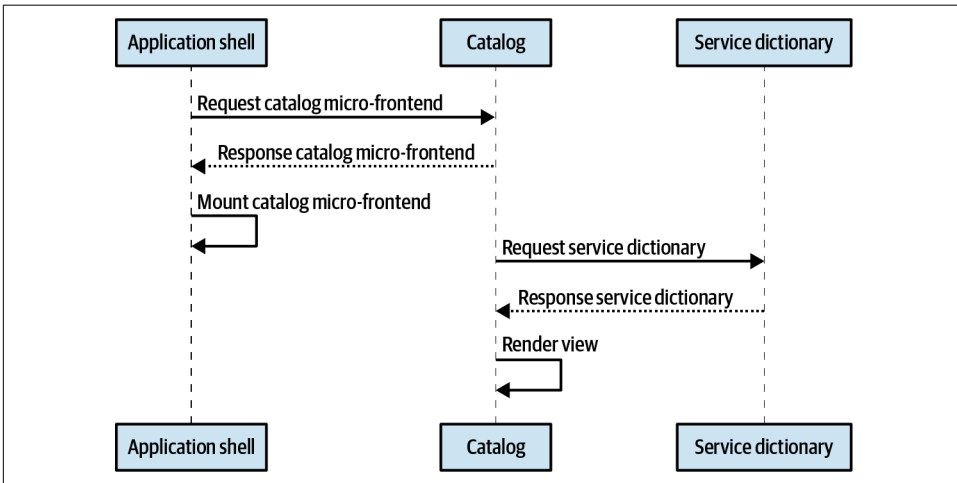 Application shell
Catalog
Service dictionary
Request catalog micro-frontend
Response catalog micro-frontend
Mount catalog micro-frontend
Request service dictionary
Response service dictionary
Render view
Application shell
Catalog
Service dictionary